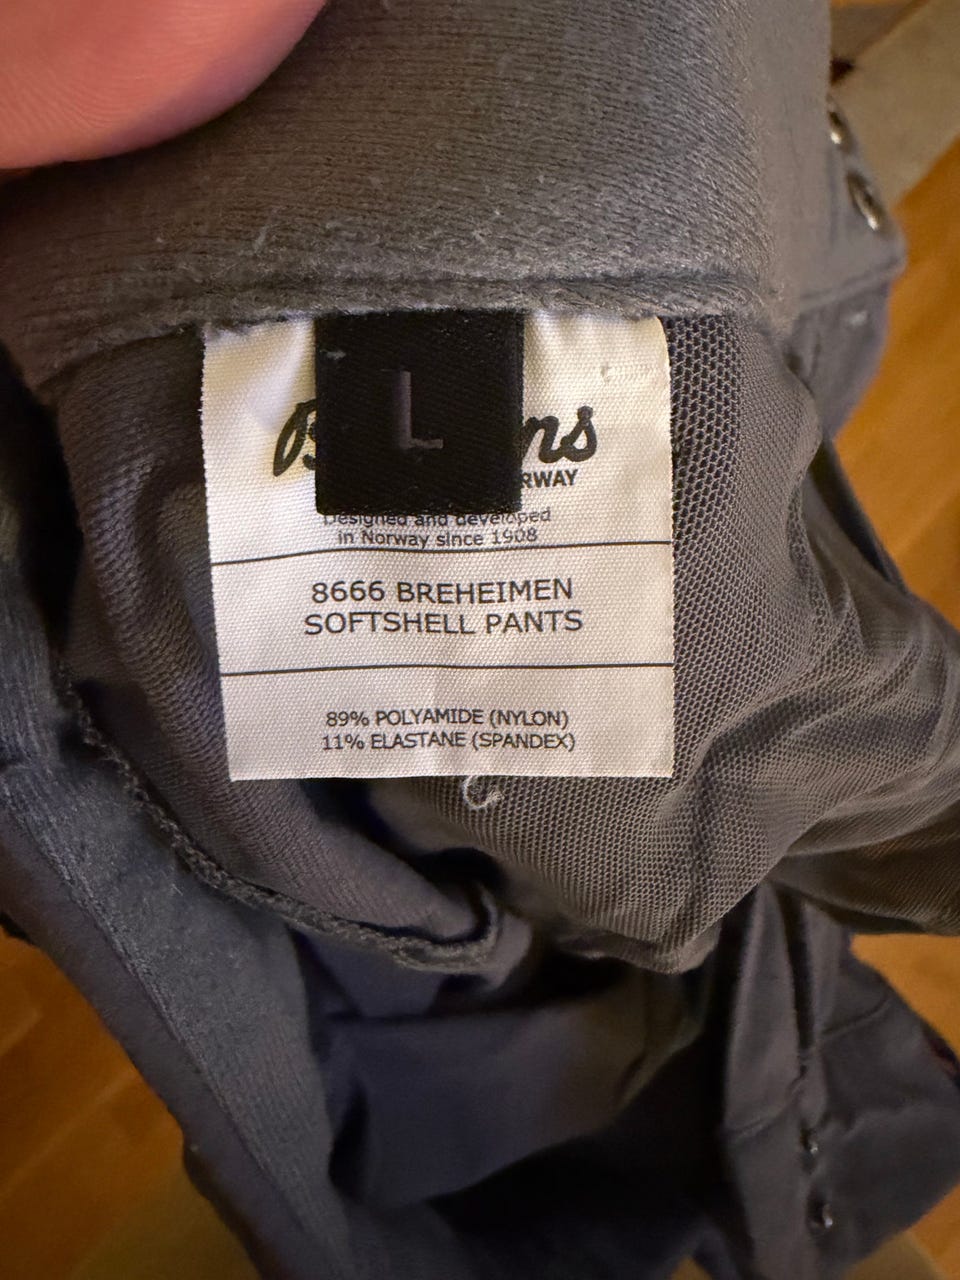 L
Designed and developed
in Norway since 1908
8666 BREHEIMEN
SOFTSHELL PANTS
89% POLYAMIDE (NYLON)
11% ELASTANE (SPANDEX)